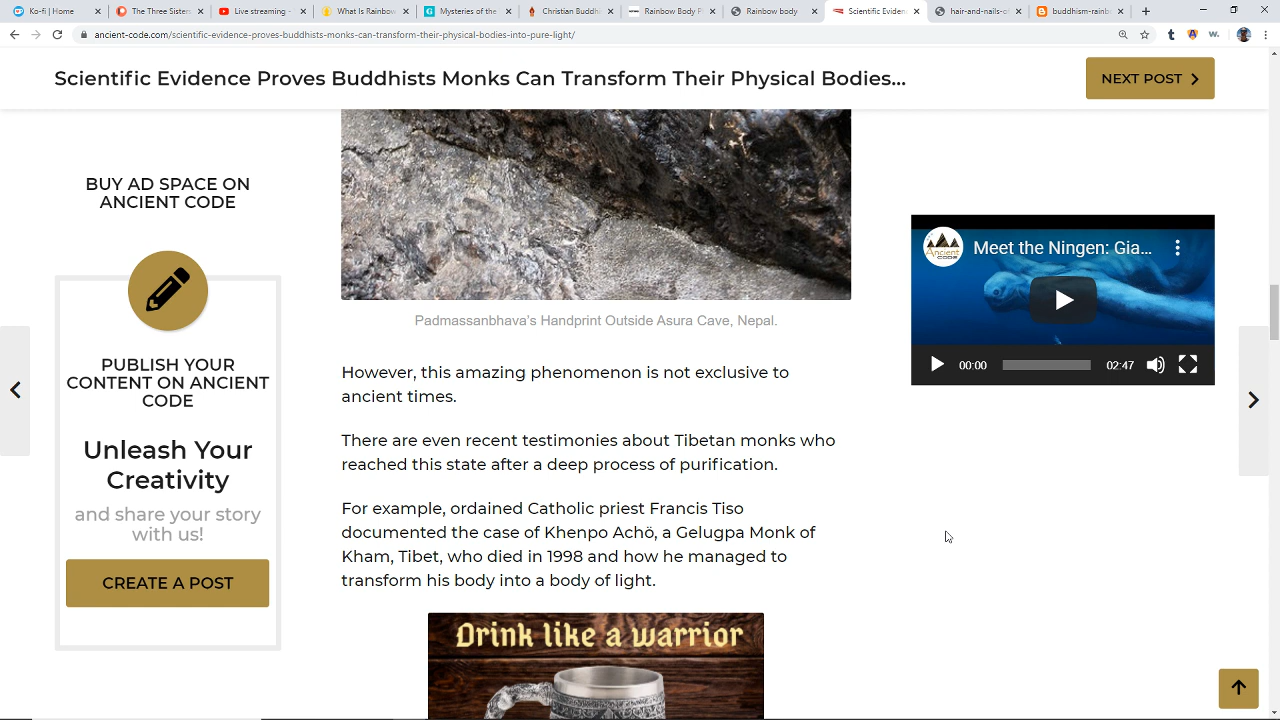 Ko-fi | Home
The Three Sisters
Live streaming -
What Is Rainbow
Mysteries of the
Christian Buddh
Rainbow Body P
Rainbow body
Scientific Eviden
hair-and-nails-o
buddhism-rainb
ancient-code.com/scientific-evidence-proves-buddhists-monks-can-transform-their-physical-bodies-into-pure-light/
Scientific Evidence Proves Buddhists Monks Can Transform Their Physical Bodies...
NEXT POST
BUY AD SPACE ON
ANCIENT CODE
PUBLISH YOUR
CONTENT ON ANCIENT
CODE
Unleash Your
Creativity
and share your story
with us!
CREATE A POST
Padmassanbhava's Handprint Outside Asura Cave, Nepal.
However, this amazing phenomenon is not exclusive to
ancient times.
There are even recent testimonies about Tibetan monks who
reached this state after a deep process of purification.
For example, ordained Catholic priest Francis Tiso
documented the case of Khenpo Achö, a Gelugpa Monk of
Kham, Tibet, who died in 1998 and how he managed to
transform his body into a body of light.
Drink like a warrior
Ancient
CODE
Meet the Ningen: Gia...
00:00
02:47